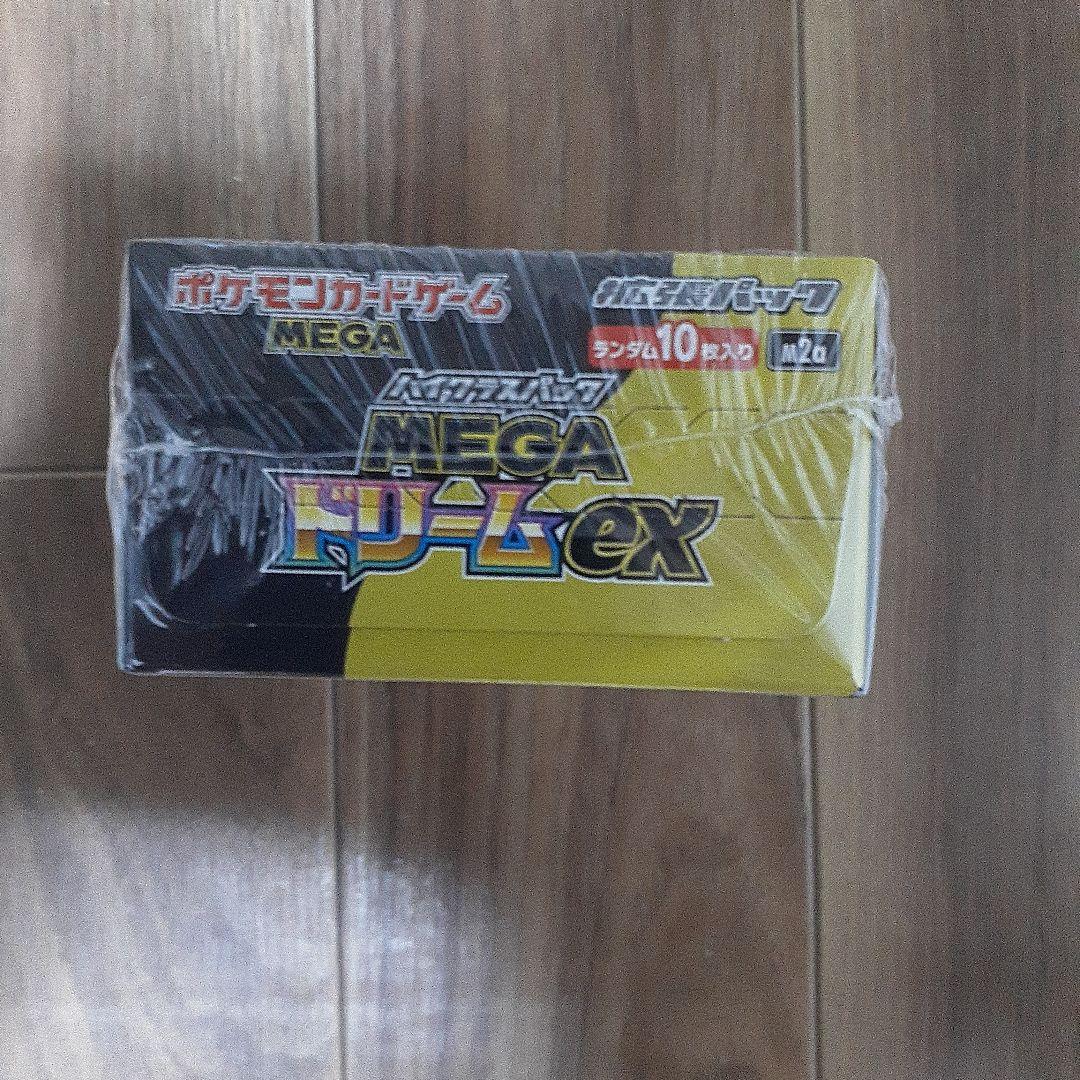 ポケモンカードゲーム
MEGA
拡張パック
ランダム10枚入り
M2a
ハイクラスパック
MEGA
ドリームex